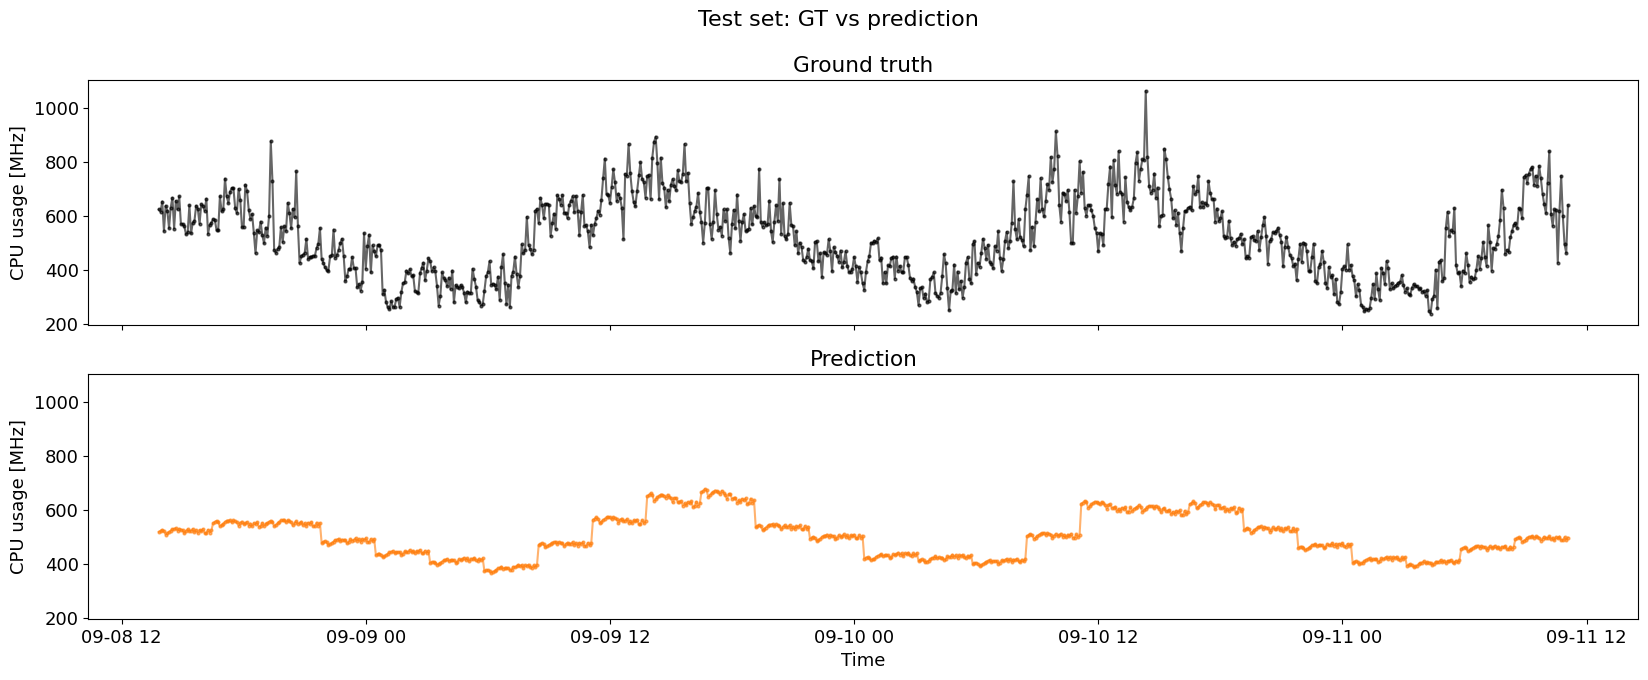 Test set: GT vs prediction
Ground truth
CPU usage [MHz]
1000
800
600
400
200
Prediction
CPU usage [MHz]
1000
800
600
400
200
09-08 12 09-09 00 09-09 12 09-10 00 09-10 12 09-11 00 09-11 12
Time